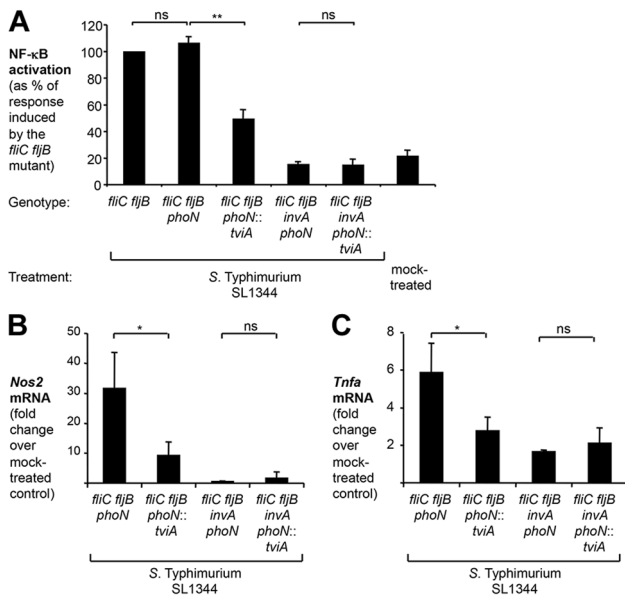 A
ns
**
ns
NF-κB
activation
(as % of
response
induced
by the
fliC fljB
mutant)
120
100
80
60
40
20
0
Genotype:
fliC fljB
fliC fljB
phoN
fliC fljB
phoN::
tviA
fliC fljB
invA
phoN
fliC fljB
invA
phoN::
tviA
Treatment:
S. Typhimurium
SL1344
mock-
treated
B
*
ns
Nos2
mRNA
(fold
change
over
mock-
treated
control)
50
40
30
20
10
fliC fljB
phoN
fliC fljB
phoN::
tviA
fliC fljB
invA
phoN
fliC fljB
invA
phoN::
tviA
S. Typhimurium
SL1344
C
*
ns
Tnfa
mRNA
(fold
change
over
mock-
treated
control)
8
6
4
2
fliC fljB
phoN
fliC fljB
phoN::
tviA
fliC fljB
invA
phoN
fliC fljB
invA
phoN::
tviA
S. Typhimurium
SL1344